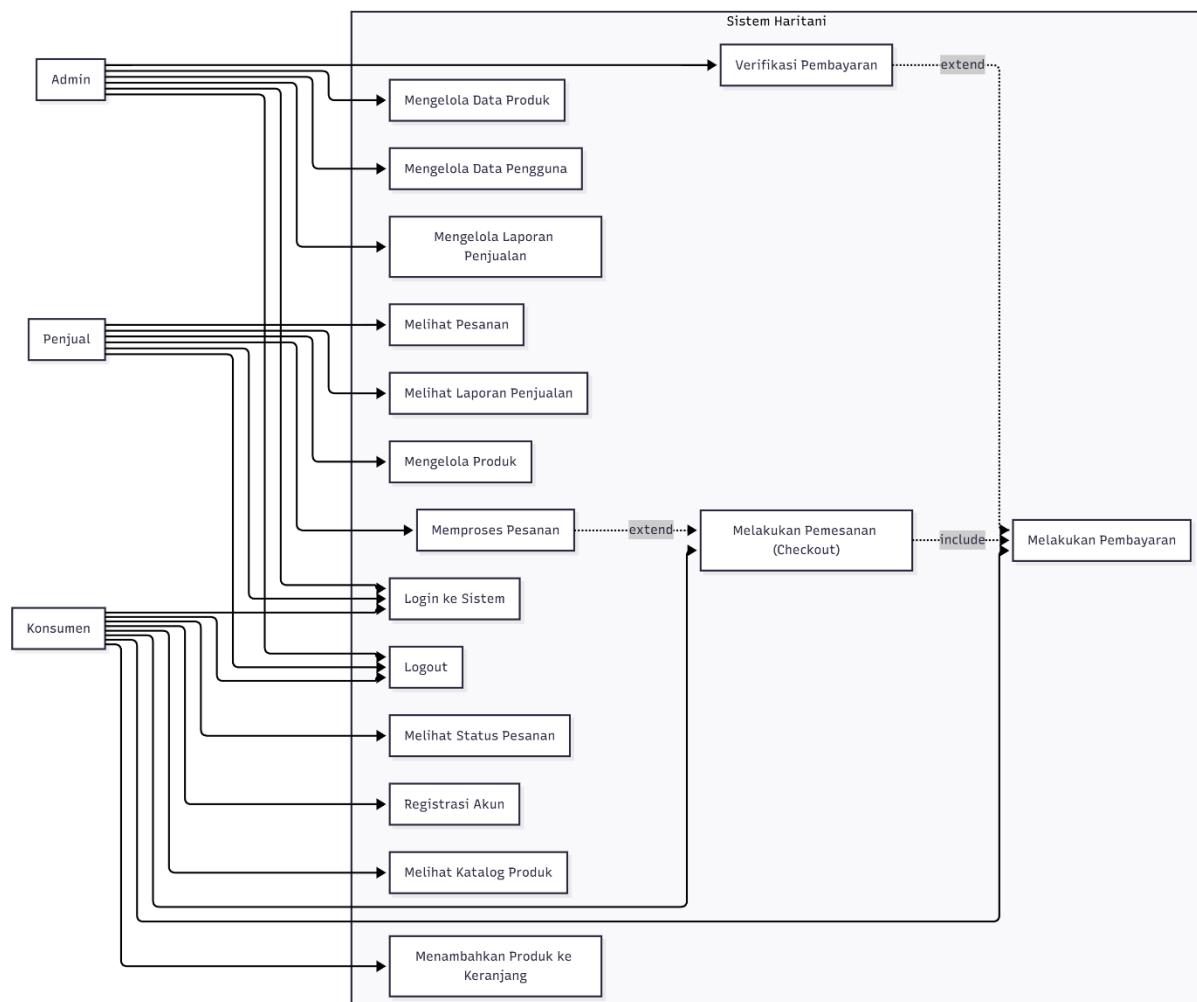 Sistem Haritani
Admin
Verifikasi Pembayaran
extend
Mengelola Data Produk
Mengelola Data Pengguna
Mengelola Laporan
Penjualan
Melihat Pesanan
Penjual
Melihat Laporan Penjualan
Mengelola Produk
Memproses Pesanan
extend
Melakukan Pemesanan
(Checkout)
include
Melakukan Pembayaran
Login ke Sistem
Konsumen
Logout
Melihat Status Pesanan
Registrasi Akun
Melihat Katalog Produk
Menambahkan Produk ke
Keranjang